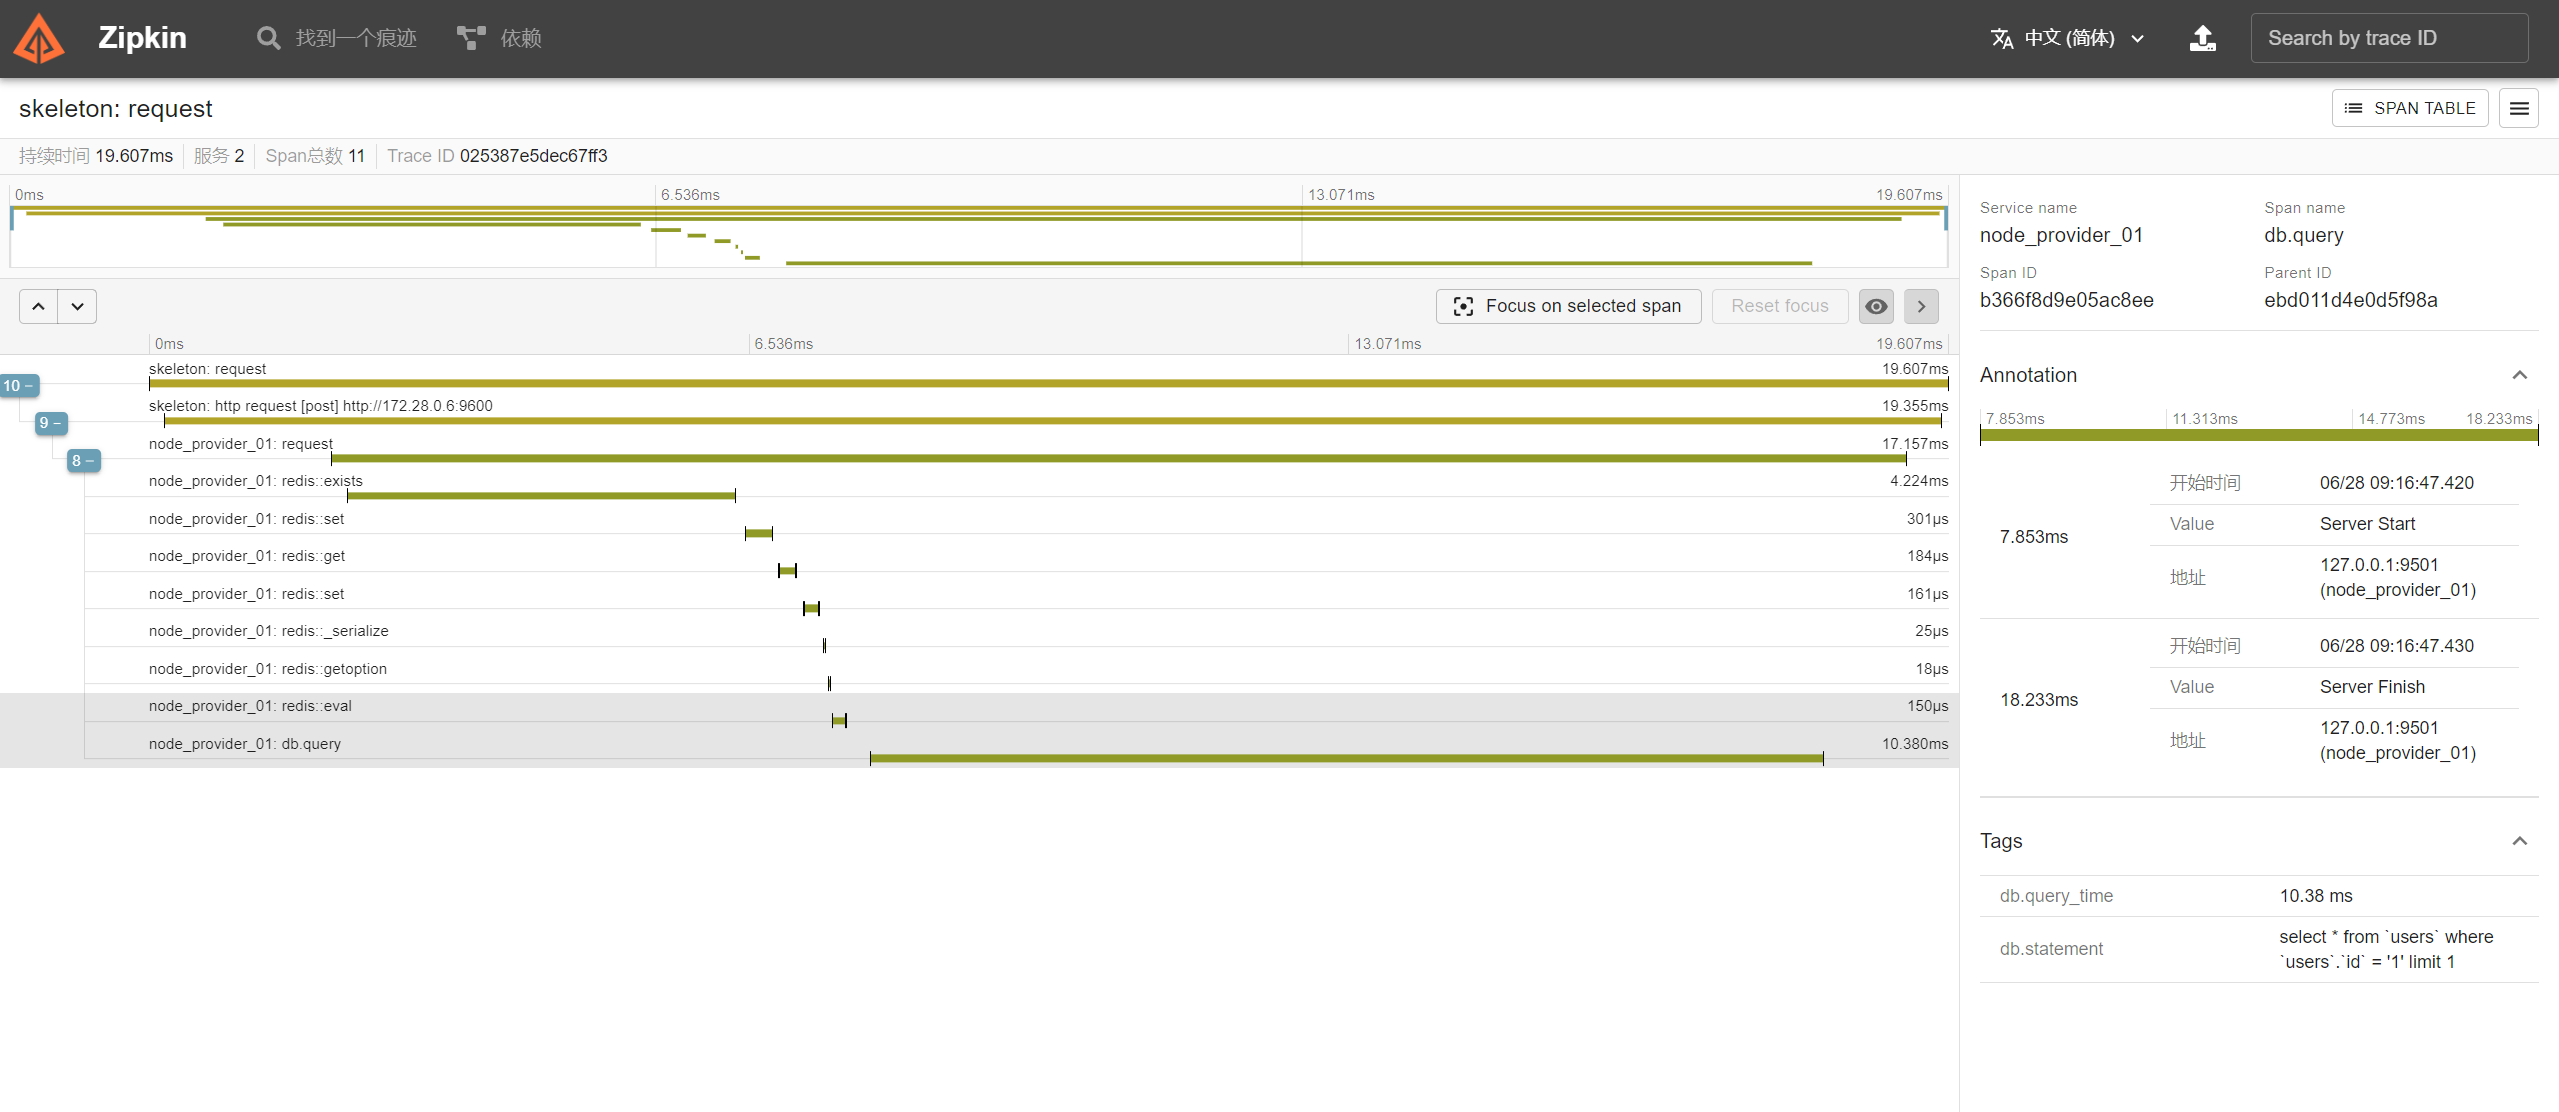 Zipkin
找到一个痕迹
依赖
中文 (简体)
Search by trace ID
skeleton: request
SPAN TABLE
持续时间 19.607ms
服务 2
Span总数 11
Trace ID 025387e5dec67ff3
0ms
6.536ms
13.071ms
19.607ms
Focus on selected span
Reset focus
0ms
6.536ms
13.071ms
19.607ms
skeleton: request
19.607ms
10 −
skeleton: http request [post] http://172.28.0.6:9600
19.355ms
9 −
node_provider_01: request
17.157ms
8 −
node_provider_01: redis::exists
4.224ms
node_provider_01: redis::set
301μs
node_provider_01: redis::get
184μs
node_provider_01: redis::set
161μs
node_provider_01: redis::_serialize
25μs
node_provider_01: redis::getoption
18μs
node_provider_01: redis::eval
150μs
node_provider_01: db.query
10.380ms
Service name
node_provider_01
Span name
db.query
Span ID
b366f8d9e05ac8ee
Parent ID
ebd011d4e0d5f98a
Annotation
7.853ms
11.313ms
14.773ms
18.233ms
7.853ms
开始时间
06/28 09:16:47.420
Value
Server Start
地址
127.0.0.1:9501
(node_provider_01)
18.233ms
开始时间
06/28 09:16:47.430
Value
Server Finish
地址
127.0.0.1:9501
(node_provider_01)
Tags
db.query_time
10.38 ms
db.statement
select * from `users` where
`users`.`id` = '1' limit 1